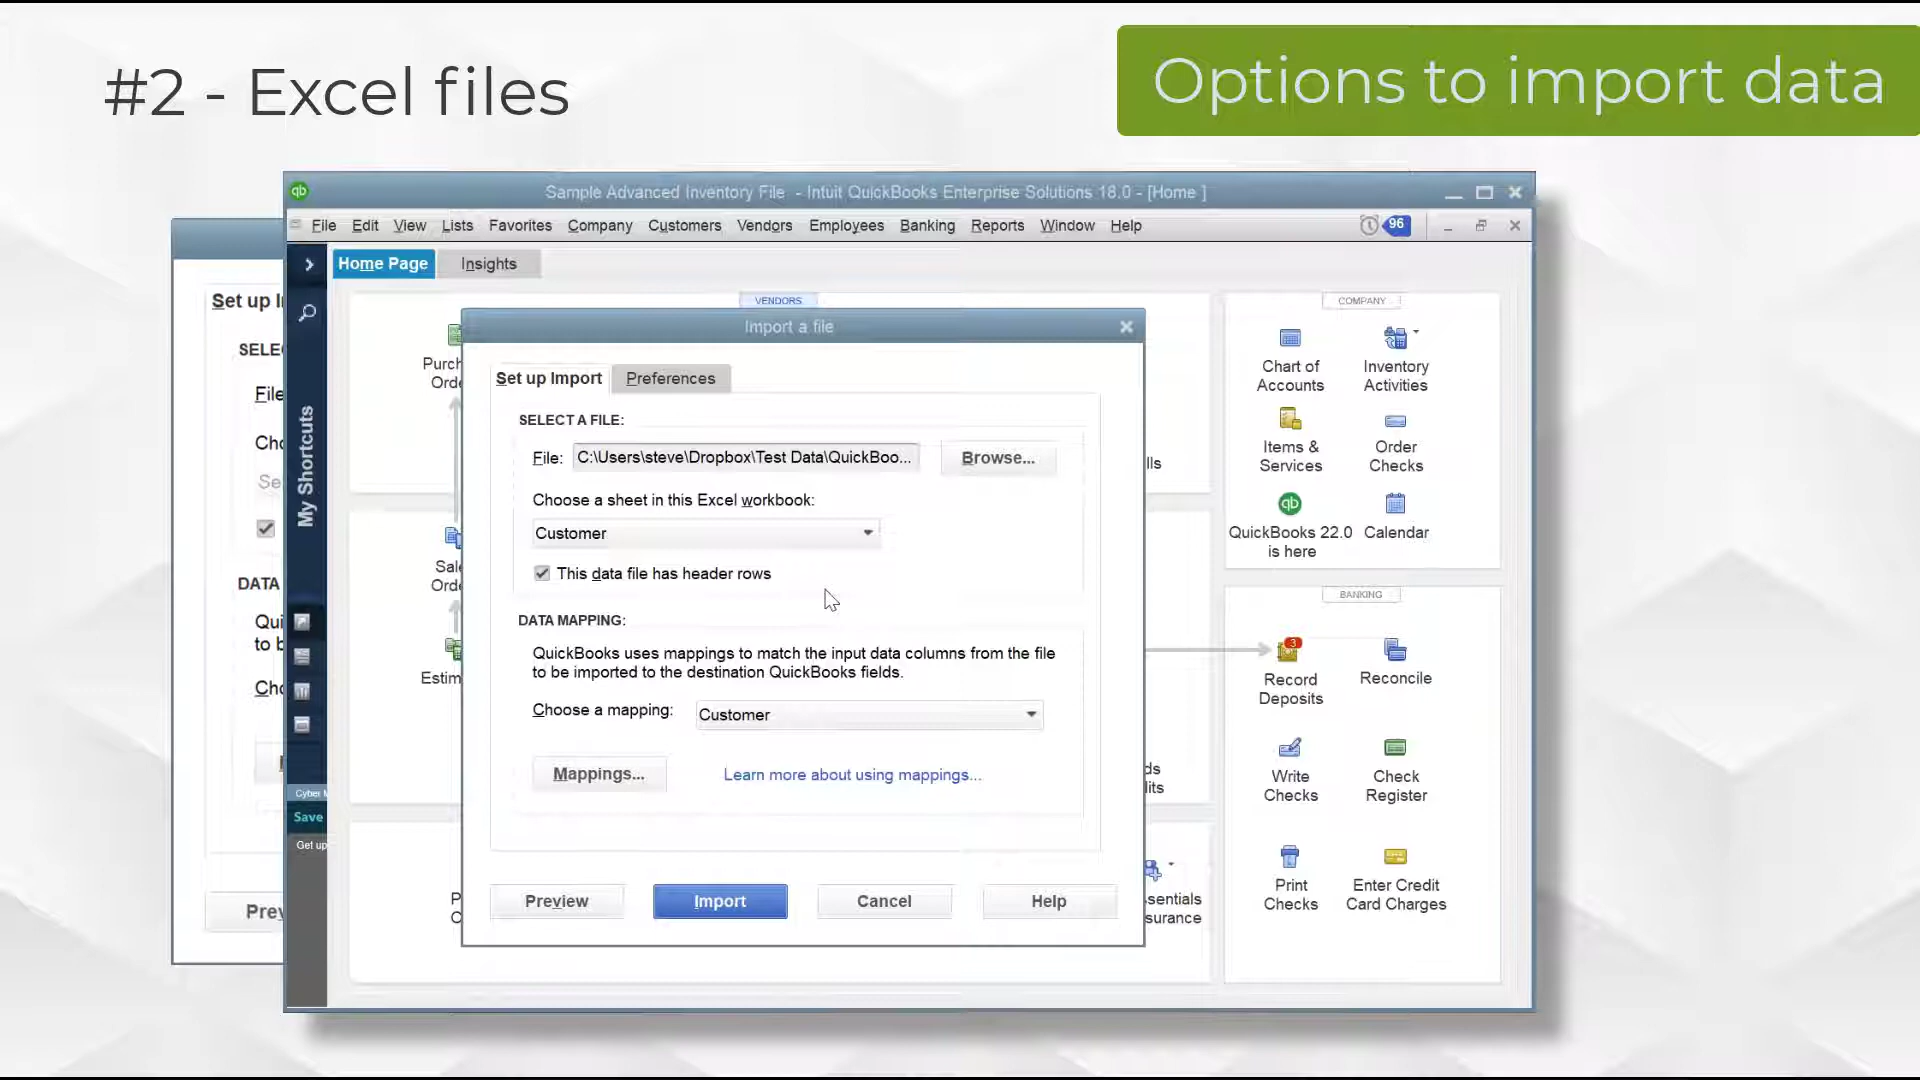 #2 - Excel files
Options to import data
Sample Advanced Inventory File - Intuit QuickBooks Enterprise Solutions 18.0 - [Home ]
File Edit View Lists Favorites Company Customers Vendors Employees Banking Reports Window Help
96
Home Page Insights
VENDORS
COMPANY
Import a file
Set up Import Preferences
SELECT A FILE:
File: C:\Users\steve\Dropbox\Test Data\QuickBoo... Browse...
Choose a sheet in this Excel workbook:
Customer
This data file has header rows
DATA MAPPING:
QuickBooks uses mappings to match the input data columns from the file
to be imported to the destination QuickBooks fields.
Choose a mapping: Customer
Mappings... Learn more about using mappings...
Preview Import Cancel Help
Chart of
Accounts
Inventory
Activities
Items &
Services
Order
Checks
qb
QuickBooks 22.0
is here
Calendar
BANKING
3
Record
Deposits
Reconcile
Write
Checks
Check
Register
Print
Checks
Enter Credit
Card Charges
My Shortcuts
Save
Get up
Set up
File
DATA
to b